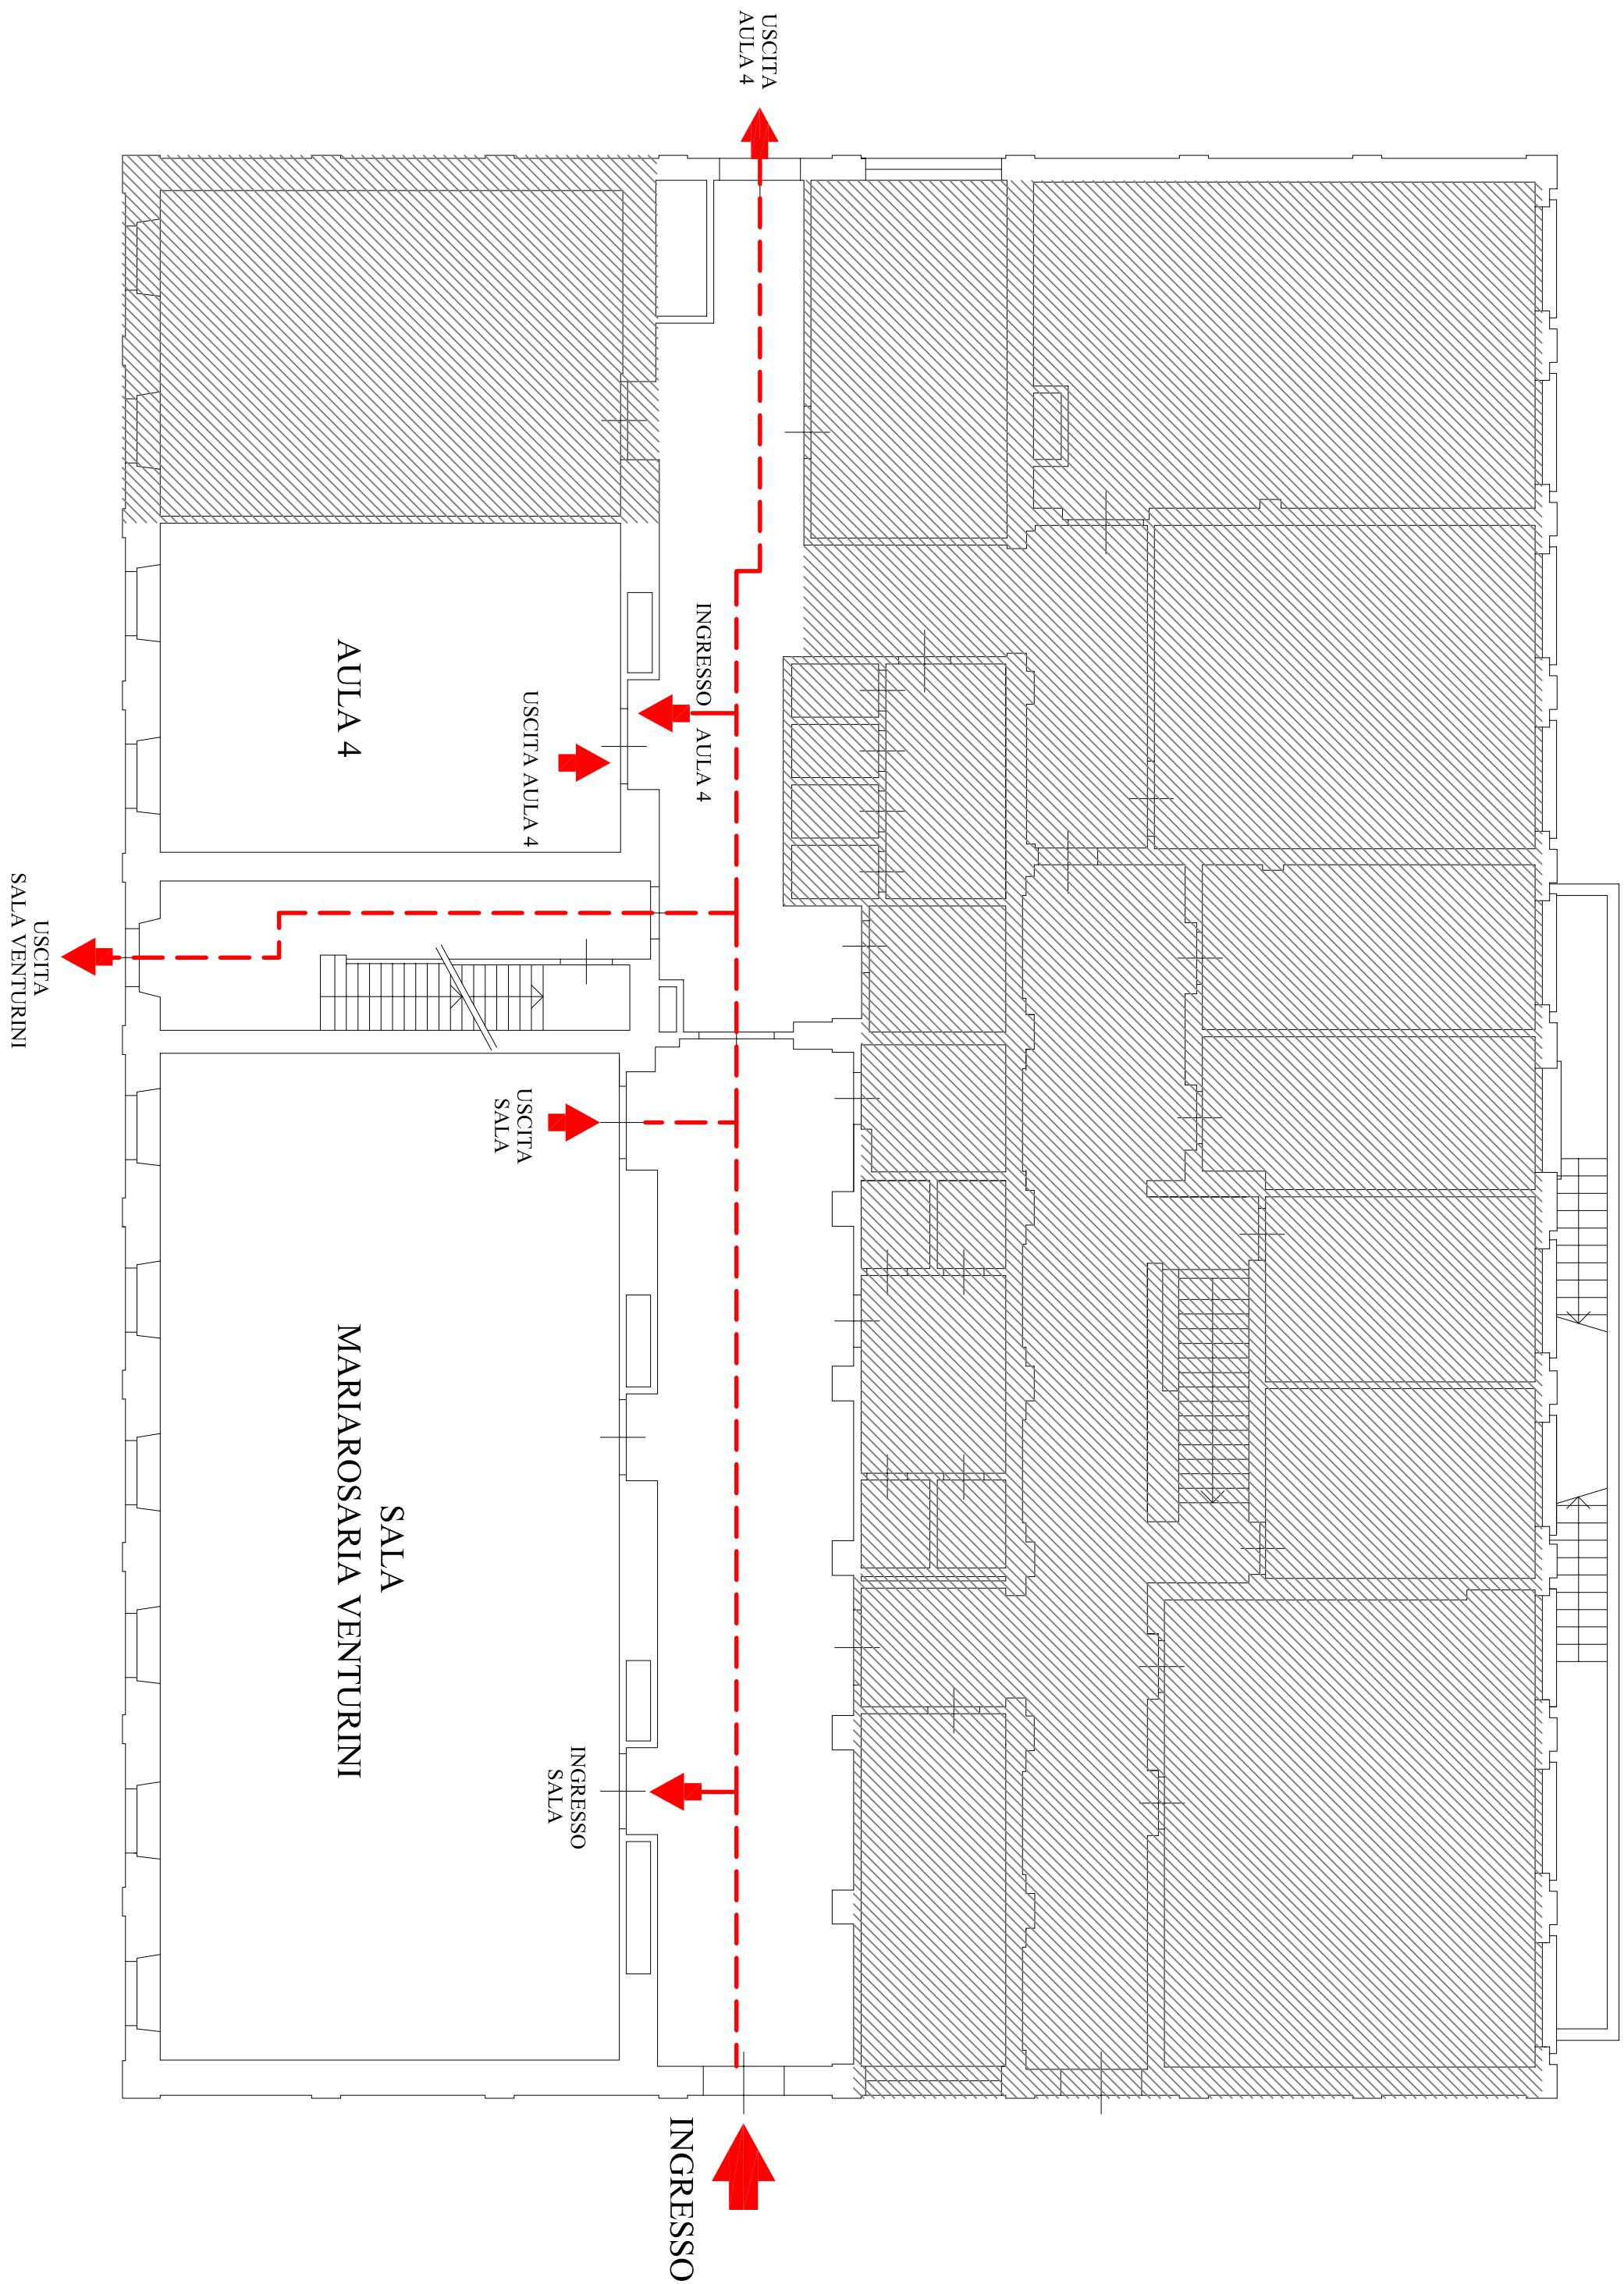 USCITA
AULA 4
INGRESSO AULA 4
USCITA AULA 4
AULA 4
USCITA
SALA VENTURINI
USCITA
SALA
SALA
MARIAROSARIA VENTURINI
INGRESSO
SALA
INGRESSO